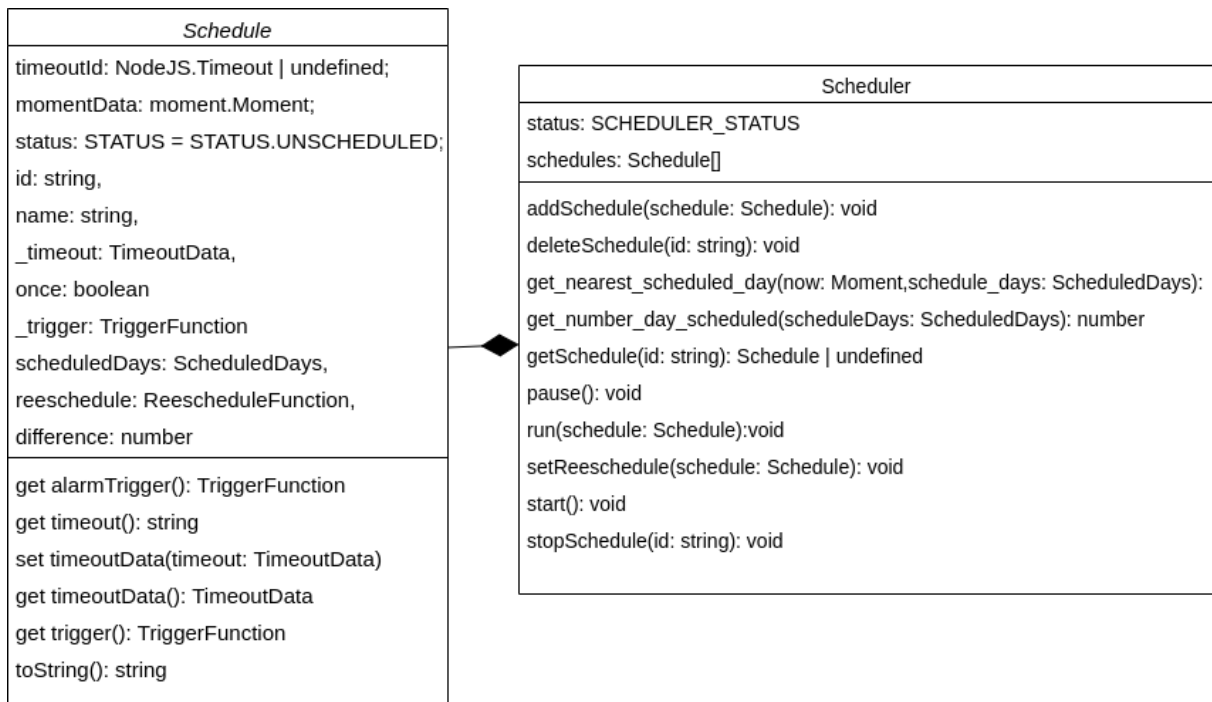 Schedule
timeoutId: NodeJS.Timeout | undefined;
momentData: moment.Moment;
status: STATUS = STATUS.UNSCHEDULED;
id: string,
name: string,
_timeout: TimeoutData,
once: boolean
_trigger: TriggerFunction
scheduledDays: ScheduledDays,
reeschedule: ReescheduleFunction,
difference: number
get alarmTrigger(): TriggerFunction
get timeout(): string
set timeoutData(timeout: TimeoutData)
get timeoutData(): TimeoutData
get trigger(): TriggerFunction
toString(): string
Scheduler
status: SCHEDULER_STATUS
schedules: Schedule[]
addSchedule(schedule: Schedule): void
deleteSchedule(id: string): void
get_nearest_scheduled_day(now: Moment,schedule_days: ScheduledDays):
get_number_day_scheduled(scheduleDays: ScheduledDays): number
getSchedule(id: string): Schedule | undefined
pause(): void
run(schedule: Schedule):void
setReeschedule(schedule: Schedule): void
start(): void
stopSchedule(id: string): void